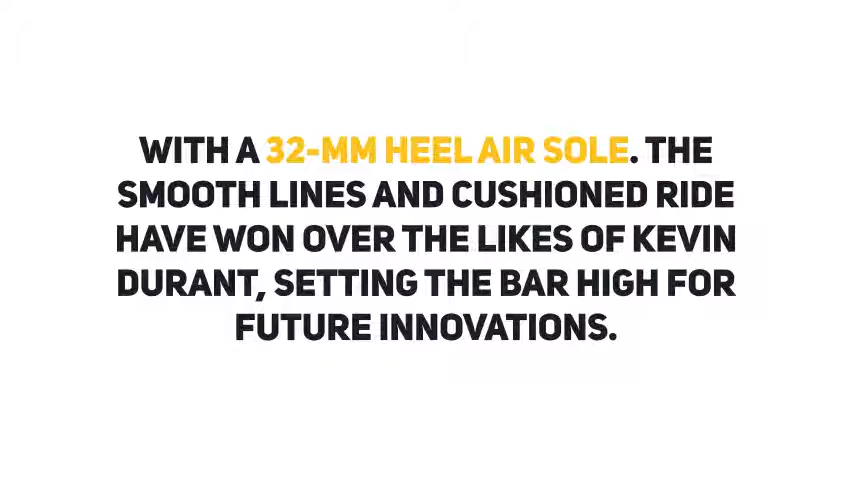 WITH A 32-MM HEEL AIR SOLE. THE
SMOOTH LINES AND CUSHIONED RIDE
HAVE WON OVER THE LIKES OF KEVIN
DURANT, SETTING THE BAR HIGH FOR
FUTURE INNOVATIONS.